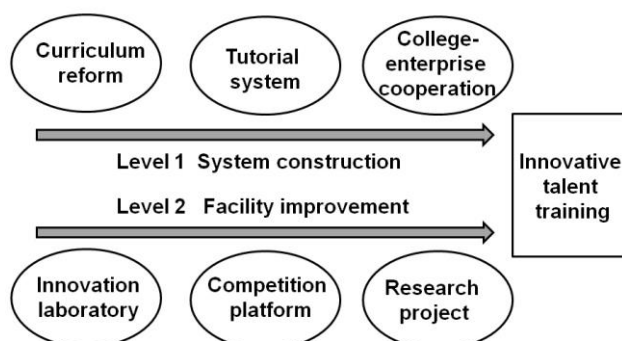 Curriculum
reform
Tutorial
system
College-
enterprise
cooperation
Level 1 System construction
Level 2 Facility improvement
Innovative
talent
training
Innovation
laboratory
Competition
platform
Research
project